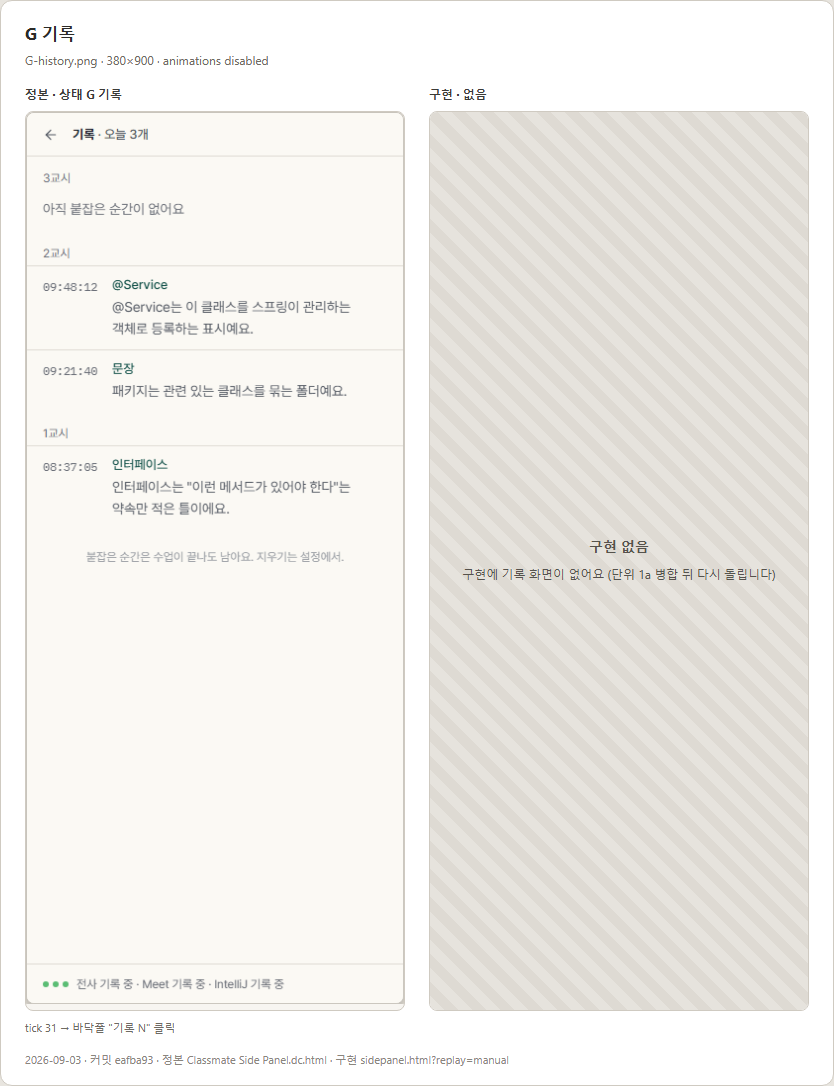 G 기록
G-history.png · 380×900 · animations disabled
정본 · 상태 G 기록
← 기록 · 오늘 3개
3교시
아직 붙잡은 순간이 없어요
2교시
09:48:12 @Service
@Service는 이 클래스를 스프링이 관리하는
객체로 등록하는 표시예요.
09:21:40 문장
패키지는 관련 있는 클래스를 묶는 폴더예요.
1교시
08:37:05 인터페이스
인터페이스는 "이런 메서드가 있어야 한다"는
약속만 적은 틀이에요.
붙잡은 순간은 수업이 끝나도 남아요. 지우기는 설정에서.
전사 기록 중 · Meet 기록 중 · IntelliJ 기록 중
구현 · 없음
구현 없음
구현에 기록 화면이 없어요 (단위 1a 병합 뒤 다시 돌립니다)
tick 31 → 바닥줄 "기록 N" 클릭
2026-09-03 · 커밋 eafba93 · 정본 Classmate Side Panel.dc.html · 구현 sidepanel.html?replay=manual